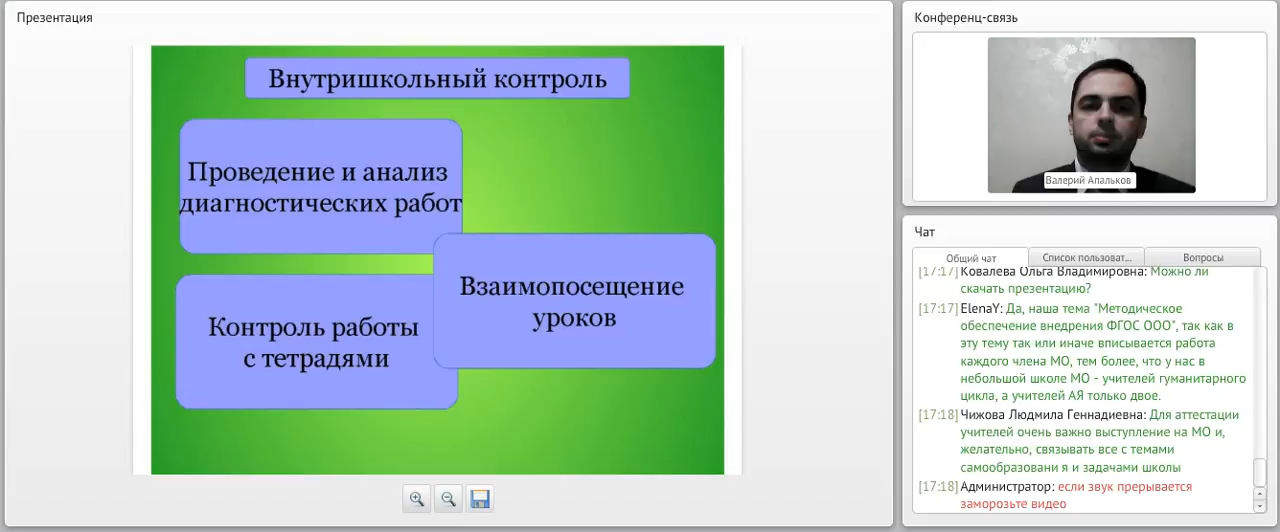 Презентация
Внутришкольный контроль
Проведение и анализ
диагностических работ
Взаимопосещение
уроков
Контроль работы
с тетрадями
Конференц-связь
Валерий Апальков
Чат
Общий чат
Список пользоват...
Вопросы
[17:17] Ковалева Ольга Владимировна: Можно ли
скачать презентацию?
[17:17] ElenaY: Да, наша тема "Методическое
обеспечение внедрения ФГОС ООО", так как в
эту тему так или иначе вписывается работа
каждого члена МО, тем более, что у нас в
небольшой школе МО - учителей гуманитарного
цикла, а учителей АЯ только двое.
[17:18] Чижова Людмила Геннадиевна: Для аттестации
учителей очень важно выступление на МО и,
желательно, связывать все с темами
самообразовани я и задачами школы
[17:18] Администратор: если звук прерывается
заморозьте видео